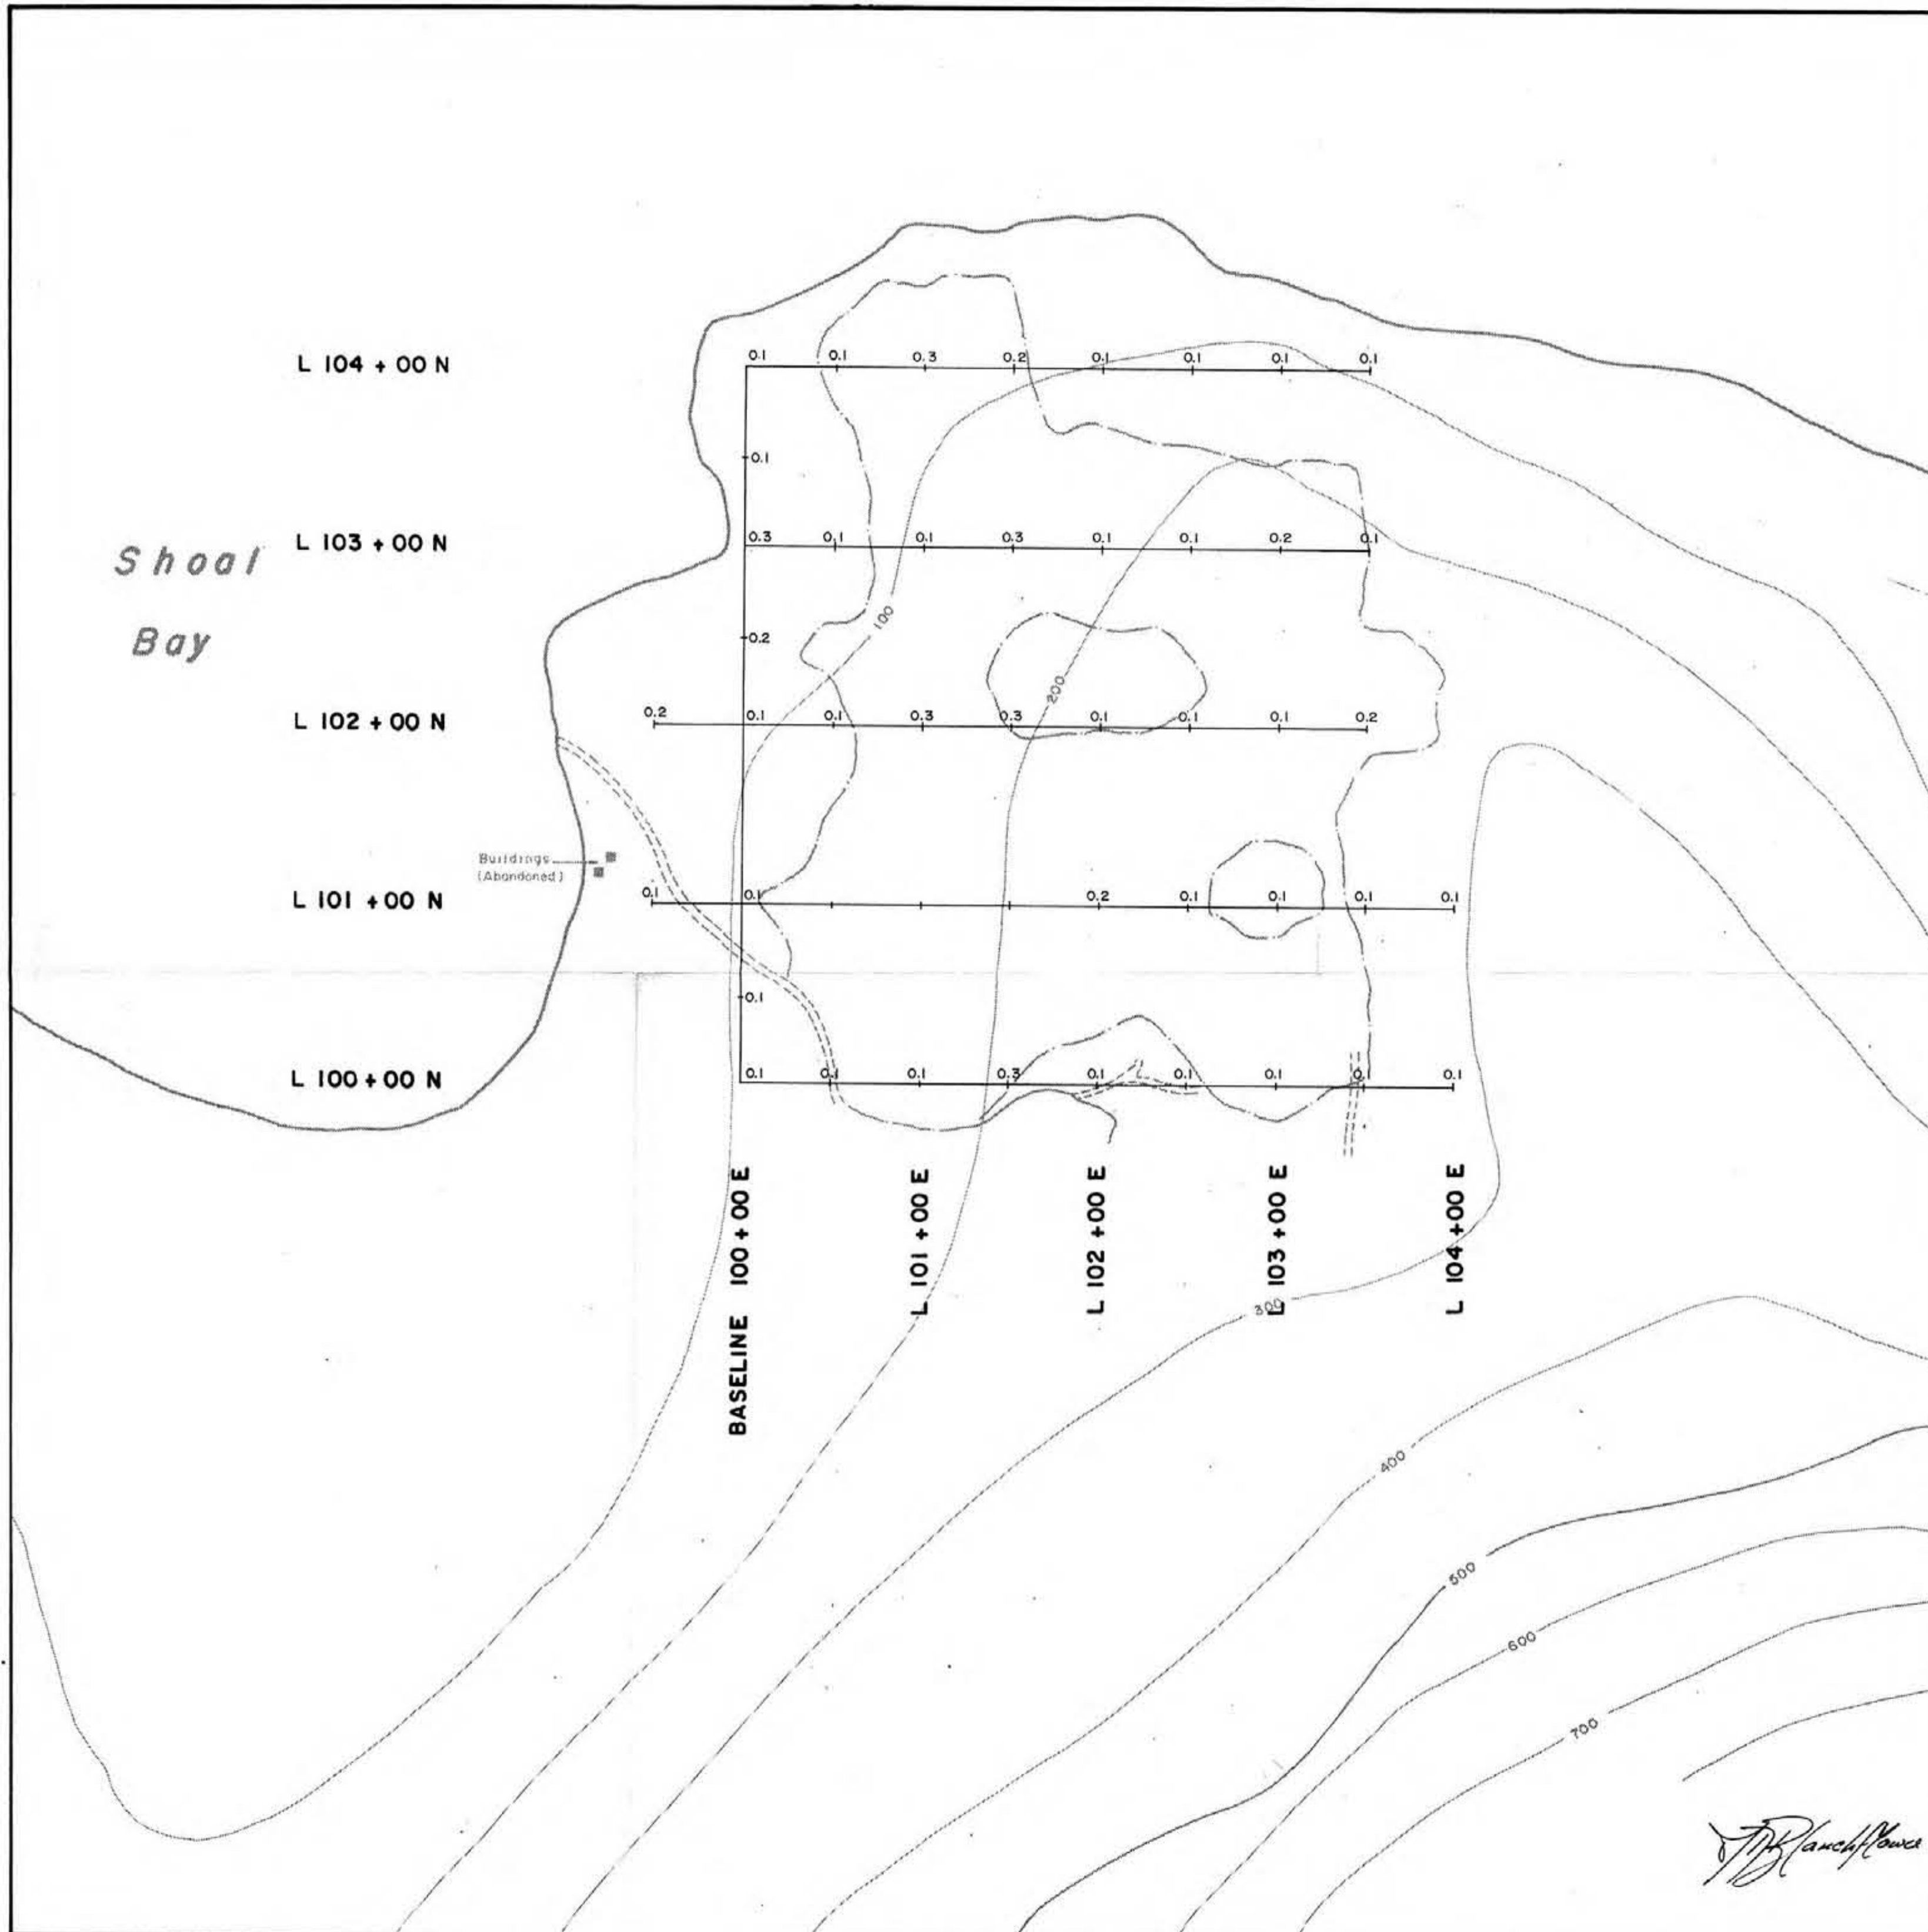 L 104 + 00 N
0.1 0.1 0.3 0.2 0.1 0.1 0.1 0.1
0.1
Shoal
Bay
L 103 + 00 N
0.3 0.1 0.1 0.3 0.1 0.1 0.2 0.1
100
0.2
200
L 102 + 00 N
0.2 0.1 0.1 0.3 0.3 0.1 0.1 0.1 0.2
Buildings
(Abandoned)
L 101 + 00 N
0.1 0.1 0.2 0.1 0.1 0.1 0.1
0.1
L 100 + 00 N
0.1 0.1 0.1 0.3 0.1 0.1 0.1 0.1 0.1
BASELINE 100 + 00 E
L 101 + 00 E
L 102 + 00 E
L 103 + 00 E
L 104 + 00 E
300
400
500
600
700